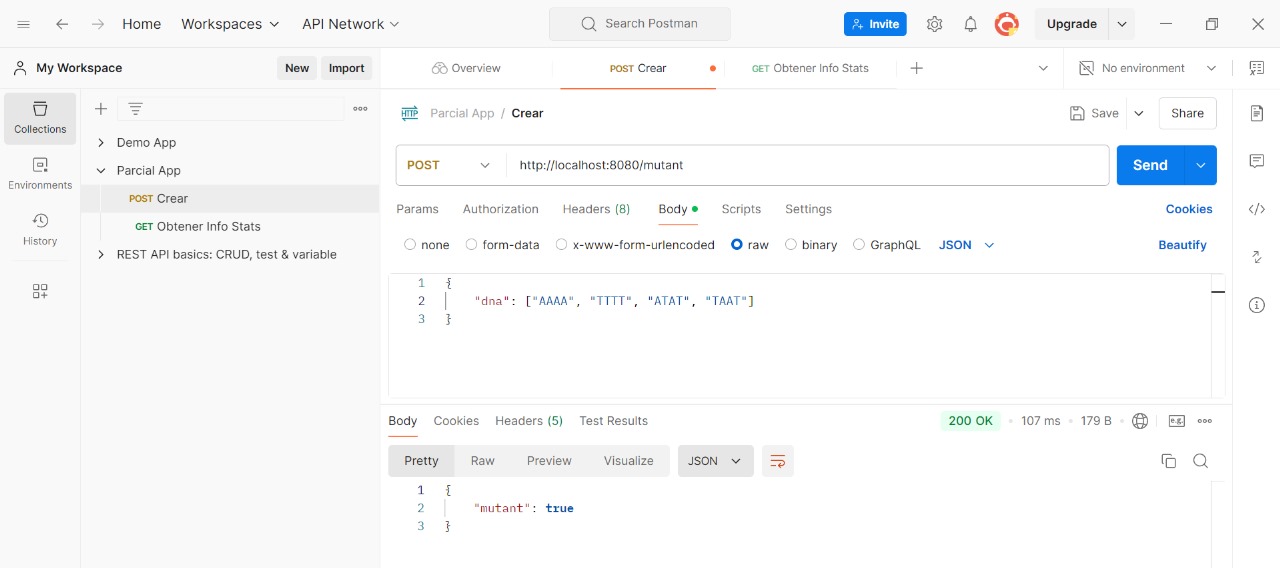 Home Workspaces API Network Search Postman Invite Upgrade
My Workspace New Import Overview POST Crear GET Obtener Info Stats No environment
Collections
Environments
History
Demo App
Parcial App
POST Crear
GET Obtener Info Stats
REST API basics: CRUD, test & variable
HTTP Parcial App / Crear Save Share
POST http://localhost:8080/mutant Send
Params Authorization Headers (8) Body Scripts Settings Cookies
none form-data x-www-form-urlencoded raw binary GraphQL JSON Beautify
1 {
2 "dna": ["AAAA", "TTTT", "ATAT", "TAAT"]
3 }
Body Cookies Headers (5) Test Results 200 OK • 107 ms • 179 B • e.g.
Pretty Raw Preview Visualize JSON
1 {
2 "mutant": true
3 }